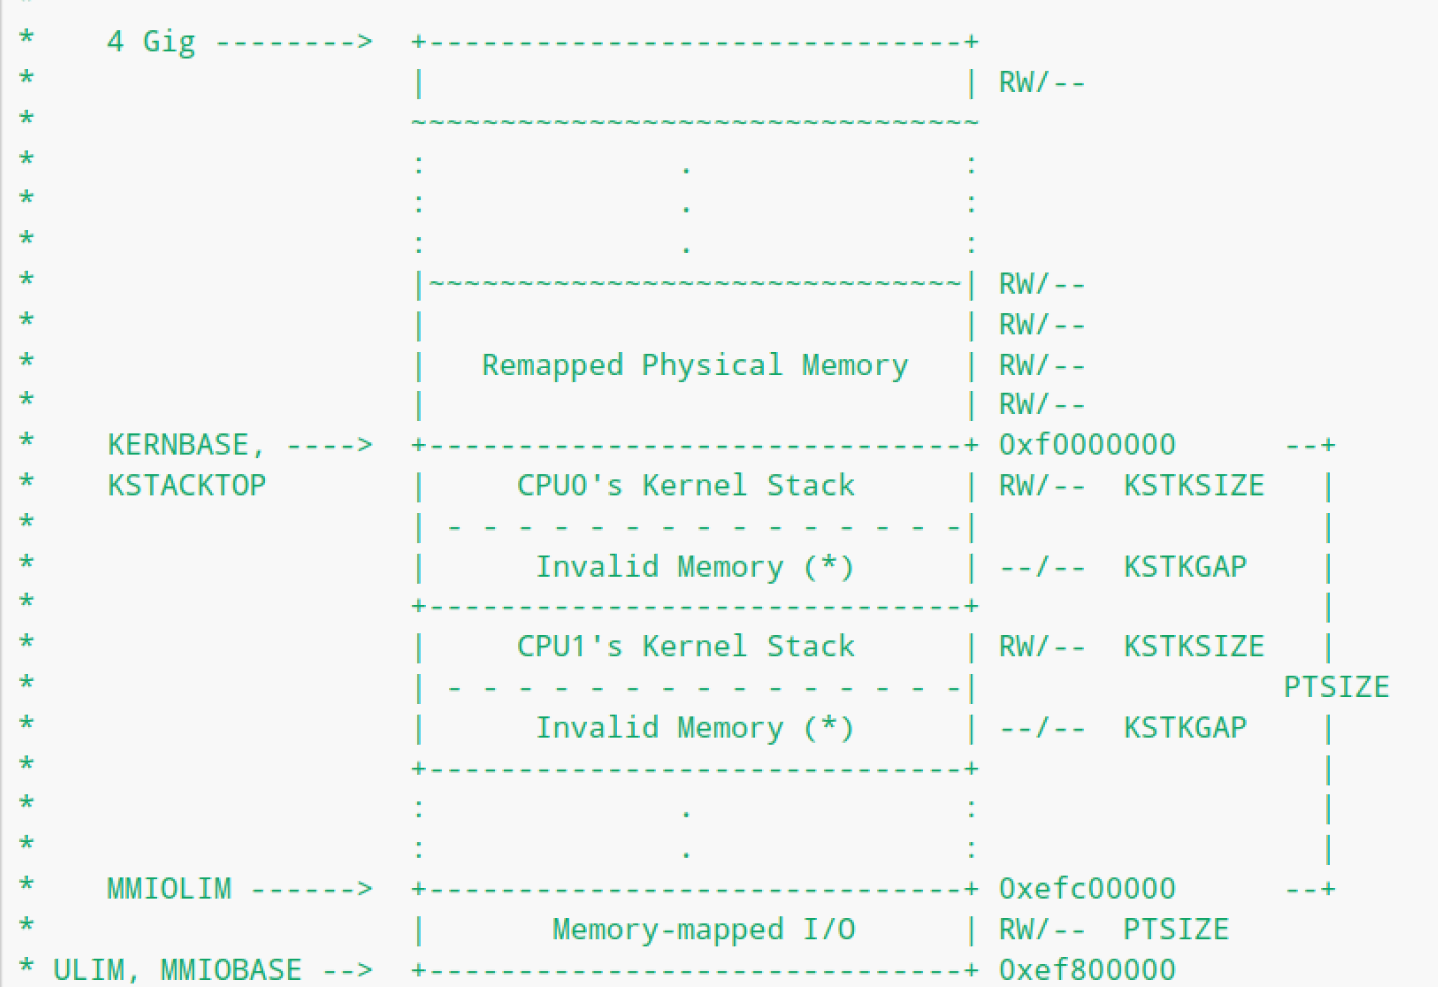 *    4 Gig -------->  +------------------------------+
*                     |                              | RW/--
*                     ~~~~~~~~~~~~~~~~~~~~~~~~~~~~~~~~
*                     :              .               :
*                     :              .               :
*                     :              .               :
*                     |~~~~~~~~~~~~~~~~~~~~~~~~~~~~~~| RW/--
*                     |                              | RW/--
*                     |   Remapped Physical Memory   | RW/--
*                     |                              | RW/--
*    KERNBASE, ---->  +------------------------------+ 0xf0000000      --+
*    KSTACKTOP        |     CPU0's Kernel Stack      | RW/--  KSTKSIZE   |
*                     | - - - - - - - - - - - - - - -|                   |
*                     |      Invalid Memory (*)      | --/--  KSTKGAP    |
*                     +------------------------------+                   |
*                     |     CPU1's Kernel Stack      | RW/--  KSTKSIZE   |
*                     | - - - - - - - - - - - - - - -|                 PTSIZE
*                     |      Invalid Memory (*)      | --/--  KSTKGAP    |
*                     +------------------------------+                   |
*                     :              .               :                   |
*                     :              .               :                   |
*    MMIOLIM ------>  +------------------------------+ 0xefc00000      --+
*                     |       Memory-mapped I/O      | RW/--  PTSIZE
* ULIM, MMIOBASE -->  +------------------------------+ 0xef800000